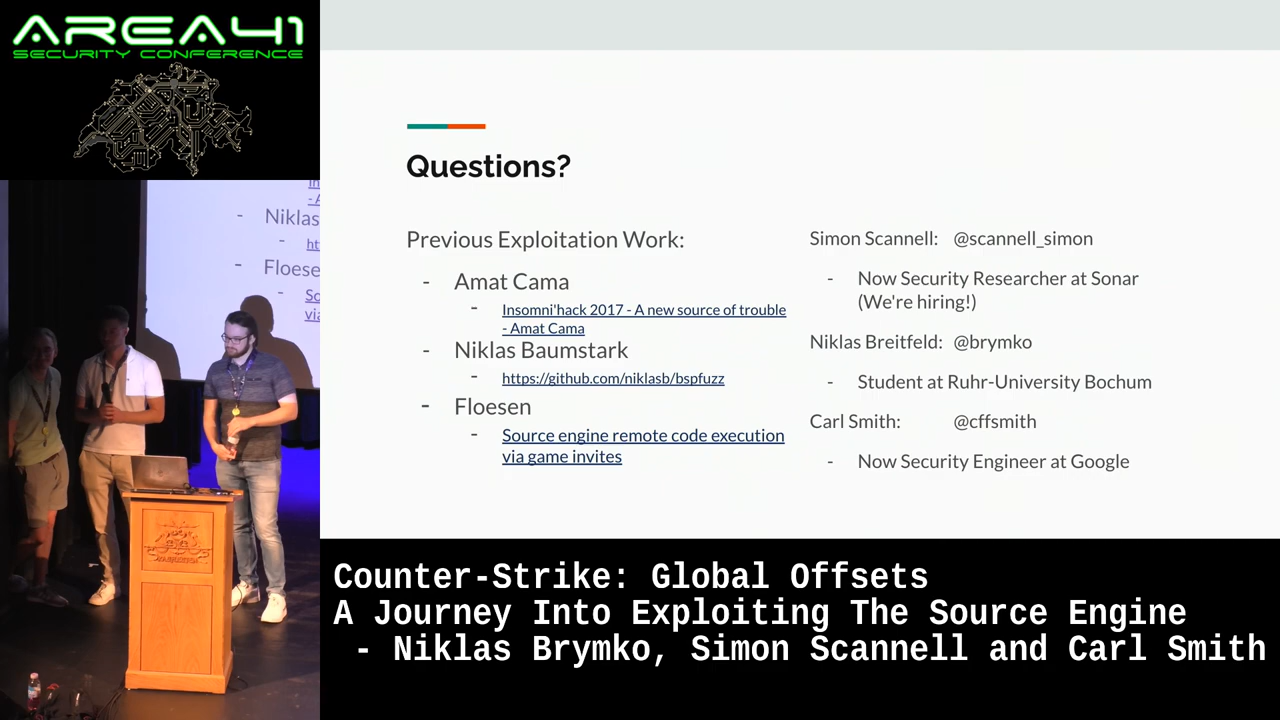 AREA41
SECURITY CONFERENCE
Niklas
ht
Floese
So
via
Questions?
Previous Exploitation Work:
- Amat Cama
- Insomni'hack 2017 - A new source of trouble
- Amat Cama
- Niklas Baumstark
- https://github.com/niklasb/bspfuzz
- Floesen
- Source engine remote code execution
via game invites
Simon Scannell: @scannell_simon
- Now Security Researcher at Sonar
(We're hiring!)
Niklas Breitfeld: @brymko
- Student at Ruhr-University Bochum
Carl Smith: @cffsmith
- Now Security Engineer at Google
Counter-Strike: Global Offsets
A Journey Into Exploiting The Source Engine
- Niklas Brymko, Simon Scannell and Carl Smith